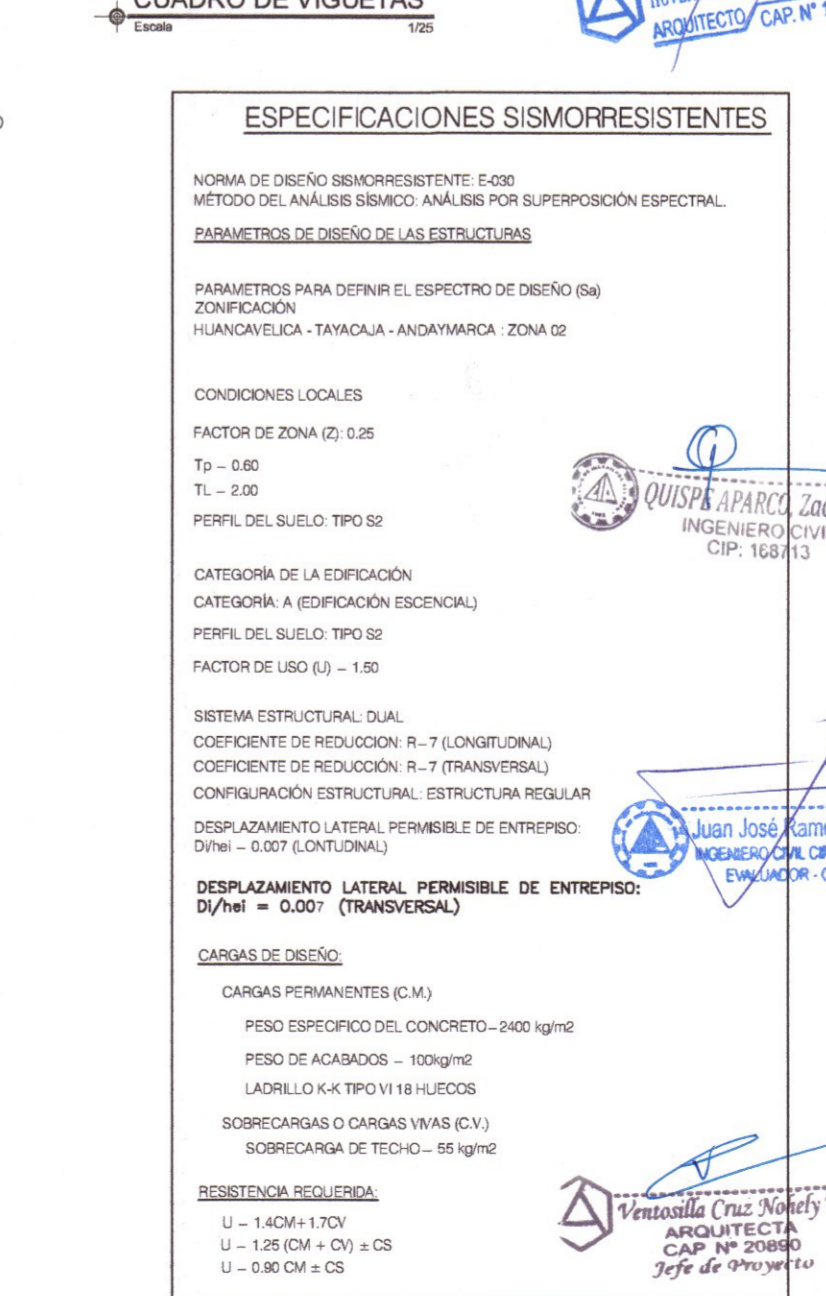 CUADRO DE VIGUETAS
Escala 1/25
ARQUITECTO CAP. N°
ESPECIFICACIONES SISMORRESISTENTES
NORMA DE DISEÑO SISMORRESISTENTE: E-030
MÉTODO DEL ANÁLISIS SÍSMICO: ANÁLISIS POR SUPERPOSICIÓN ESPECTRAL.
PARAMETROS DE DISEÑO DE LAS ESTRUCTURAS
PARAMETROS PARA DEFINIR EL ESPECTRO DE DISEÑO (Sa)
ZONIFICACIÓN
HUANCAVELICA - TAYACAJA - ANDAYMARCA : ZONA 02
CONDICIONES LOCALES
FACTOR DE ZONA (Z): 0.25
Tp – 0.60
TL – 2.00
PERFIL DEL SUELO: TIPO S2
QUISPE APARCO, Zac
INGENIERO CIVI
CIP: 168713
CATEGORÍA DE LA EDIFICACIÓN
CATEGORÍA: A (EDIFICACIÓN ESCENCIAL)
PERFIL DEL SUELO: TIPO S2
FACTOR DE USO (U) – 1.50
SISTEMA ESTRUCTURAL: DUAL
COEFICIENTE DE REDUCCION: R–7 (LONGITUDINAL)
COEFICIENTE DE REDUCCIÓN: R–7 (TRANSVERSAL)
CONFIGURACIÓN ESTRUCTURAL: ESTRUCTURA REGULAR
DESPLAZAMIENTO LATERAL PERMISIBLE DE ENTREPISO:
Di/hei – 0.007 (LONTUDINAL)
Juan José Ram
INGENIERO CIVIL
EVALUADOR -
DESPLAZAMIENTO LATERAL PERMISIBLE DE ENTREPISO:
Di/hei = 0.007 (TRANSVERSAL)
CARGAS DE DISEÑO:
CARGAS PERMANENTES (C.M.)
PESO ESPECIFICO DEL CONCRETO–2400 kg/m2
PESO DE ACABADOS – 100kg/m2
LADRILLO K-K TIPO VI 18 HUECOS
SOBRECARGAS O CARGAS VIVAS (C.V.)
SOBRECARGA DE TECHO– 55 kg/m2
RESISTENCIA REQUERIDA:
U – 1.4CM+1.7CV
U – 1.25 (CM + CV) ± CS
U – 0.90 CM ± CS
Ventosilla Cruz Nohely
ARQUITECTA
CAP Nº 20890
Jefe de Proyecto